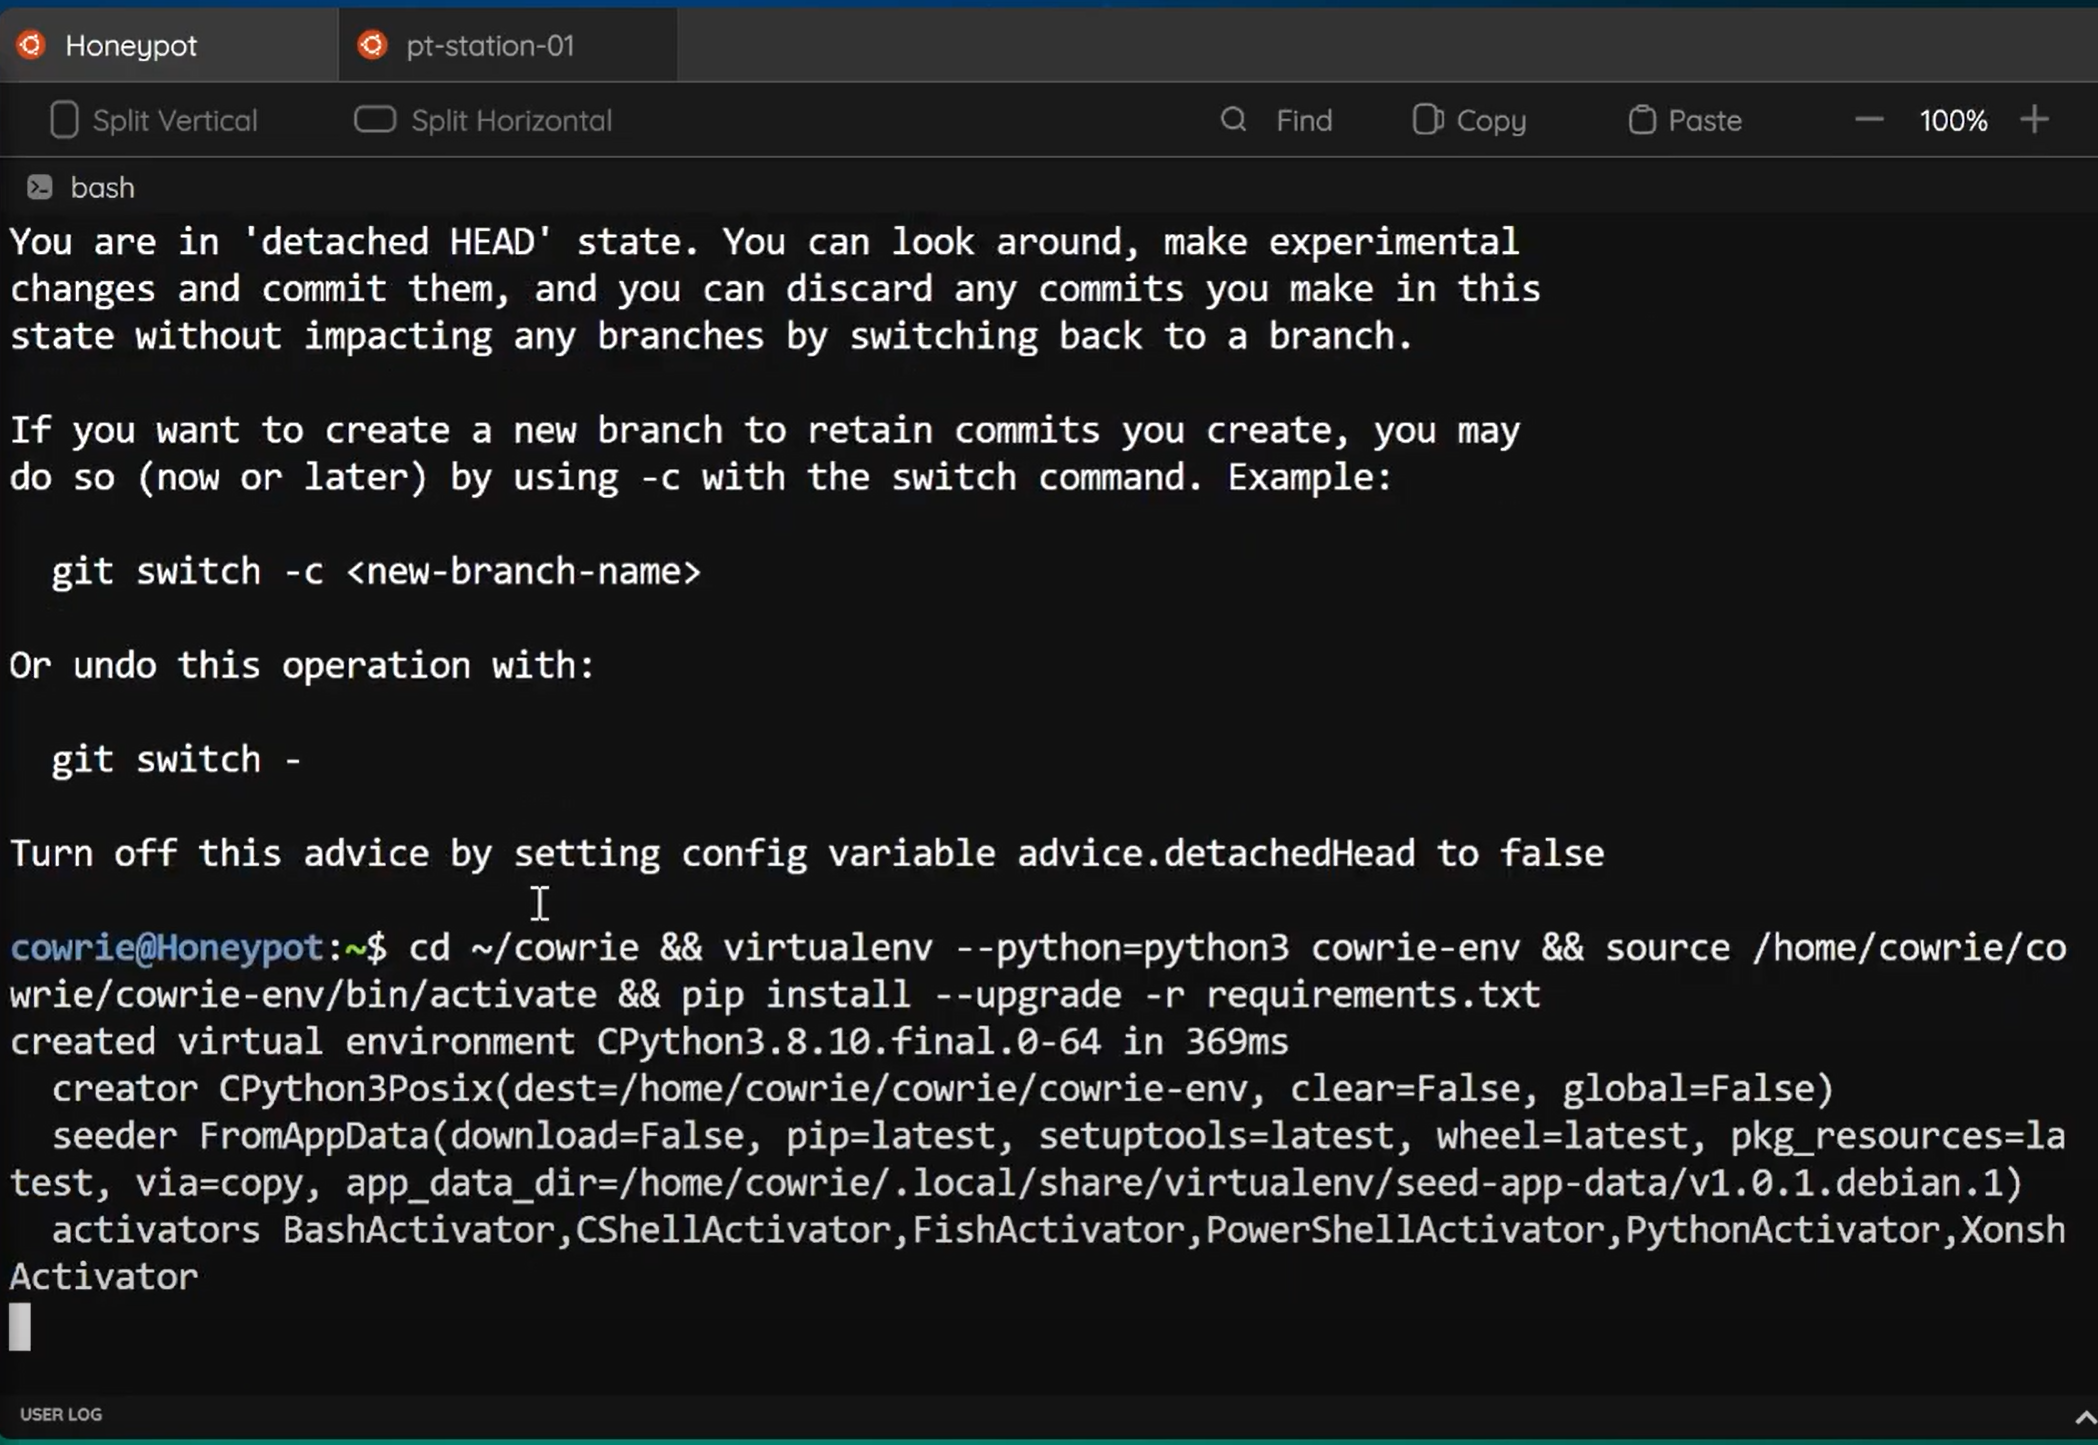 Honeypot pt-station-01
Split Vertical Split Horizontal Find Copy Paste 100%
bash
You are in 'detached HEAD' state. You can look around, make experimental
changes and commit them, and you can discard any commits you make in this
state without impacting any branches by switching back to a branch.
If you want to create a new branch to retain commits you create, you may
do so (now or later) by using -c with the switch command. Example:
git switch -c <new-branch-name>
Or undo this operation with:
git switch -
Turn off this advice by setting config variable advice.detachedHead to false
cowrie@Honeypot:~$ cd ~/cowrie && virtualenv --python=python3 cowrie-env && source /home/cowrie/co
wrie/cowrie-env/bin/activate && pip install --upgrade -r requirements.txt
created virtual environment CPython3.8.10.final.0-64 in 369ms
creator CPython3Posix(dest=/home/cowrie/cowrie/cowrie-env, clear=False, global=False)
seeder FromAppData(download=False, pip=latest, setuptools=latest, wheel=latest, pkg_resources=la
test, via=copy, app_data_dir=/home/cowrie/.local/share/virtualenv/seed-app-data/v1.0.1.debian.1)
activators BashActivator,CShellActivator,FishActivator,PowerShellActivator,PythonActivator,Xonsh
Activator
USER LOG